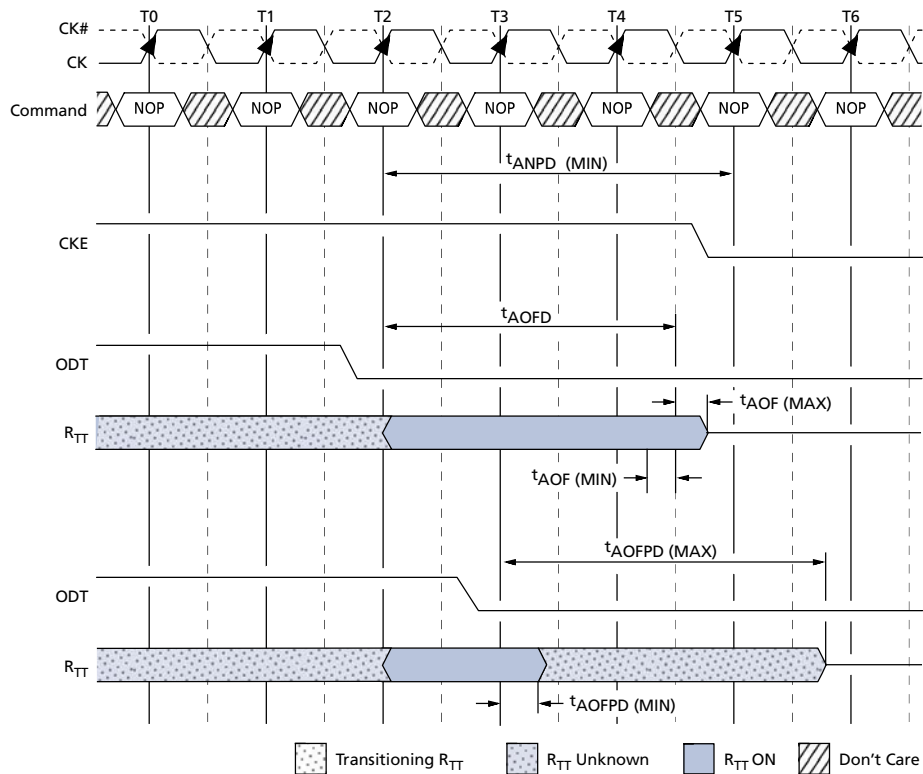 T0 T1 T2 T3 T4 T5 T6
CK#
CK
Command NOP NOP NOP NOP NOP NOP NOP
tANPD (MIN)
CKE
tAOFD
ODT
tAOF (MAX)
RTT
tAOF (MIN)
tAOFPD (MAX)
ODT
RTT
tAOFPD (MIN)
Transitioning RTT RTT Unknown RTT ON Don't Care